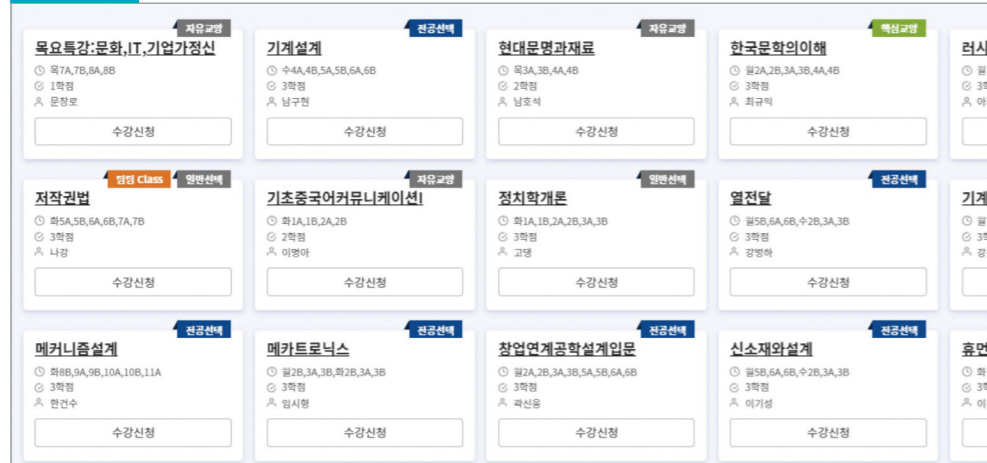 자유교양
목요특강:문화,IT,기업가정신
목7A,7B,8A,8B
1학점
문창로
수강신청
전공선택
기계설계
수4A,4B,5A,5B,6A,6B
3학점
남구현
수강신청
자유교양
현대문명과재료
목3A,3B,4A,4B
2학점
남호석
수강신청
핵심교양
한국문학의이해
월2A,2B,3A,3B,4A,4B
3학점
최규익
수강신청
러시
월
아
팀팀 Class 일반선택
저작권법
화5A,5B,6A,6B,7A,7B
3학점
나강
수강신청
자유교양
기초중국어커뮤니케이션I
화1A,1B,2A,2B
2학점
이명아
수강신청
일반선택
정치학개론
화1A,1B,2A,2B,3A,3B
3학점
고댕
수강신청
전공선택
열전달
월5B,6A,6B,수2B,3A,3B
3학점
강병하
수강신청
기계
월
전공선택
메커니즘설계
화8B,9A,9B,10A,10B,11A
3학점
한건수
수강신청
전공선택
메카트로닉스
월2B,3A,3B,화2B,3A,3B
3학점
임시형
수강신청
전공선택
창업연계공학설계입문
월2A,2B,3A,3B,5A,5B,6A,6B
3학점
곽신웅
수강신청
전공선택
신소재와설계
월5B,6A,6B,수2B,3A,3B
3학점
이기성
수강신청
휴먼
화
이